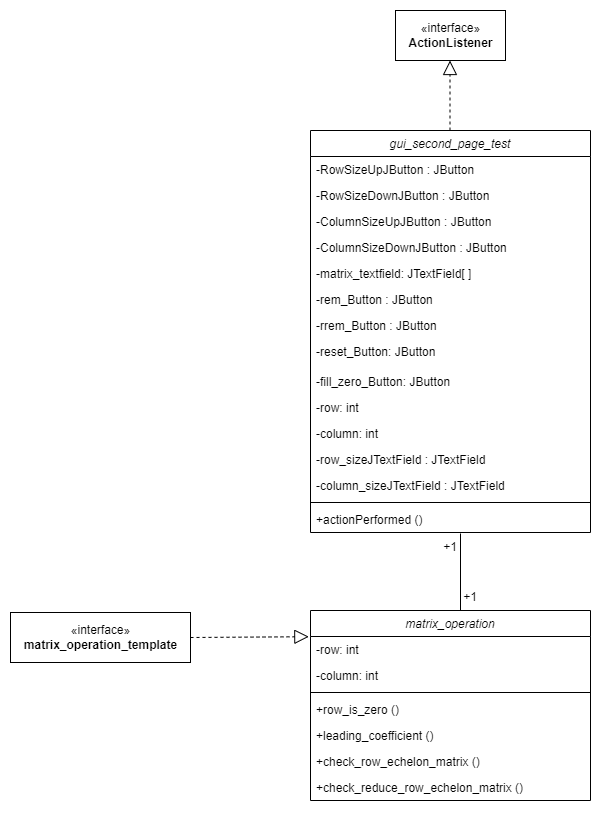 «interface»
ActionListener
gui_second_page_test
-RowSizeUpJButton : JButton
-RowSizeDownJButton : JButton
-ColumnSizeUpJButton : JButton
-ColumnSizeDownJButton : JButton
-matrix_textfield: JTextField[ ]
-rem_Button : JButton
-rrem_Button : JButton
-reset_Button: JButton
-fill_zero_Button: JButton
-row: int
-column: int
-row_sizeJTextField : JTextField
-column_sizeJTextField : JTextField
+actionPerformed ()
+1
+1
«interface»
matrix_operation_template
matrix_operation
-row: int
-column: int
+row_is_zero ()
+leading_coefficient ()
+check_row_echelon_matrix ()
+check_reduce_row_echelon_matrix ()